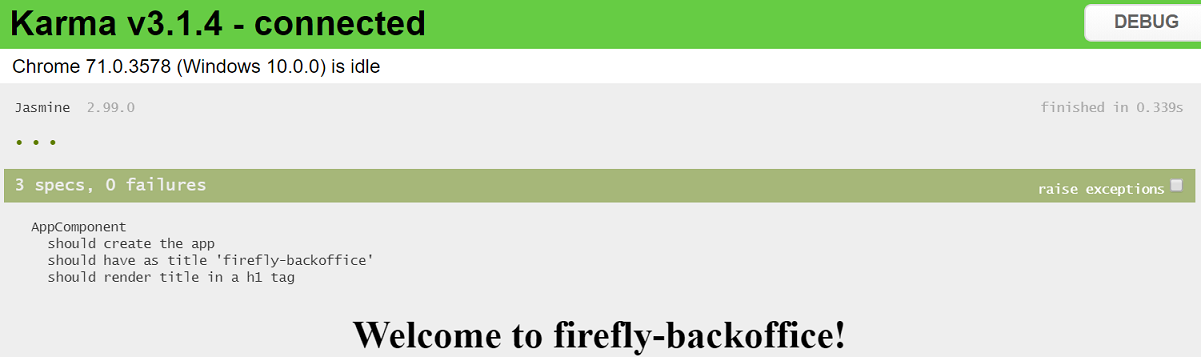 Karma v3.1.4 - connected
DEBUG
Chrome 71.0.3578 (Windows 10.0.0) is idle
Jasmine 2.99.0
finished in 0.339s
• • •
3 specs, 0 failures
raise exceptions
AppComponent
should create the app
should have as title 'firefly-backoffice'
should render title in a h1 tag
Welcome to firefly-backoffice!